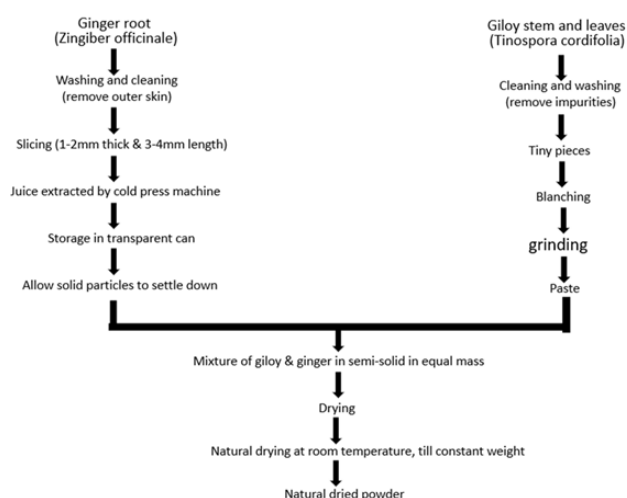 Ginger root
(Zingiber officinale)
Washing and cleaning
(remove outer skin)
Slicing (1-2mm thick & 3-4mm length)
Juice extracted by cold press machine
Storage in transparent can
Allow solid particles to settle down
Giloy stem and leaves
(Tinospora cordifolia)
Cleaning and washing
(remove impurities)
Tiny pieces
Blanching
grinding
Paste
Mixture of giloy & ginger in semi-solid in equal mass
Drying
Natural drying at room temperature, till constant weight
Natural dried powder